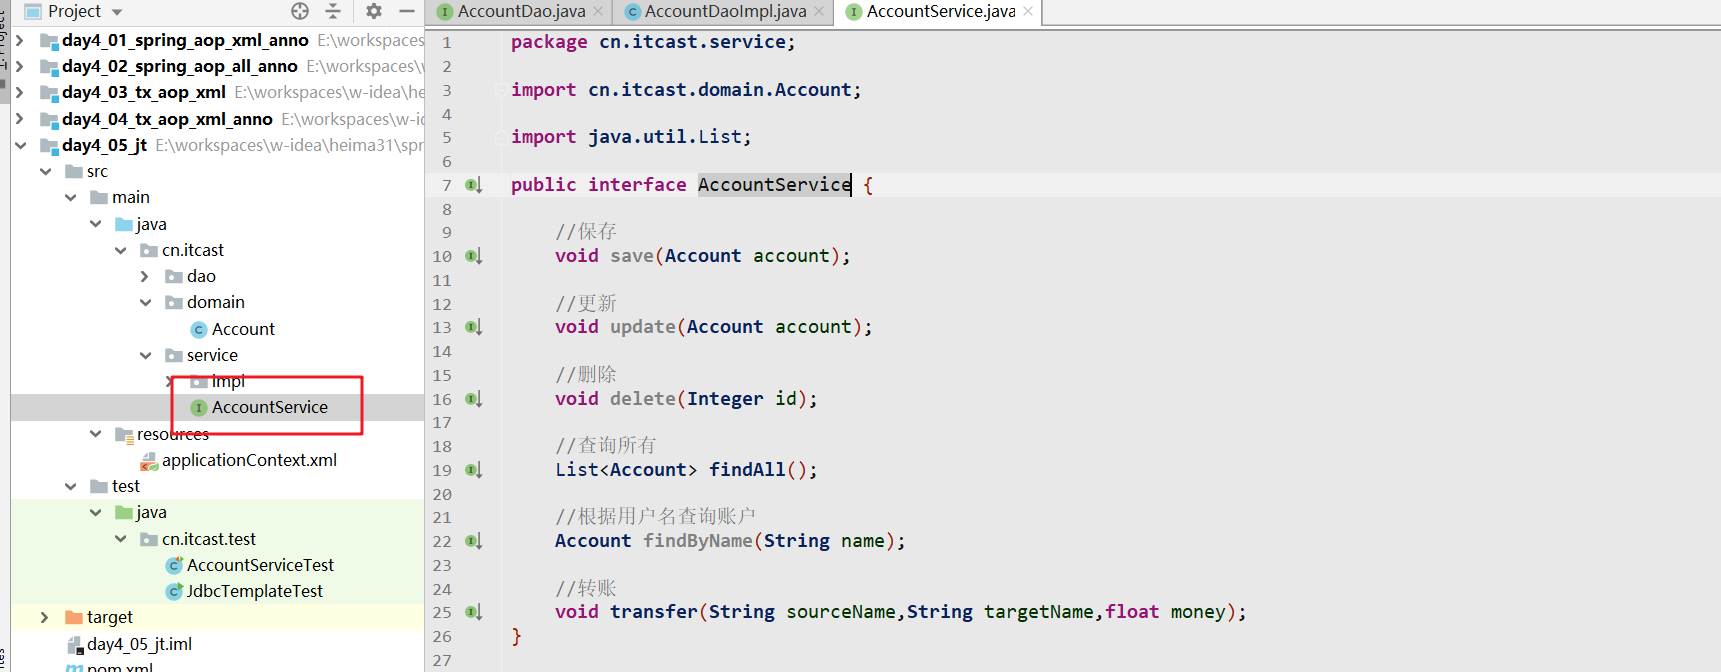 Project
day4_01_spring_aop_xml_anno E:\workspaces
day4_02_spring_aop_all_anno E:\workspaces\
day4_03_tx_aop_xml E:\workspaces\w-idea\he
day4_04_tx_aop_xml_anno E:\workspaces\w-id
day4_05_jt E:\workspaces\w-idea\heima31\spr
src
main
java
cn.itcast
dao
domain
Account
service
impl
AccountService
resources
applicationContext.xml
test
java
cn.itcast.test
AccountServiceTest
JdbcTemplateTest
target
day4_05_jt.iml
pom.xml
AccountDao.java
AccountDaoImpl.java
AccountService.java
1 package cn.itcast.service;
2
3 import cn.itcast.domain.Account;
4
5 import java.util.List;
6
7 public interface AccountService {
8
9 //保存
10 void save(Account account);
11
12 //更新
13 void update(Account account);
14
15 //删除
16 void delete(Integer id);
17
18 //查询所有
19 List<Account> findAll();
20
21 //根据用户名查询账户
22 Account findByName(String name);
23
24 //转账
25 void transfer(String sourceName,String targetName,float money);
26 }
27